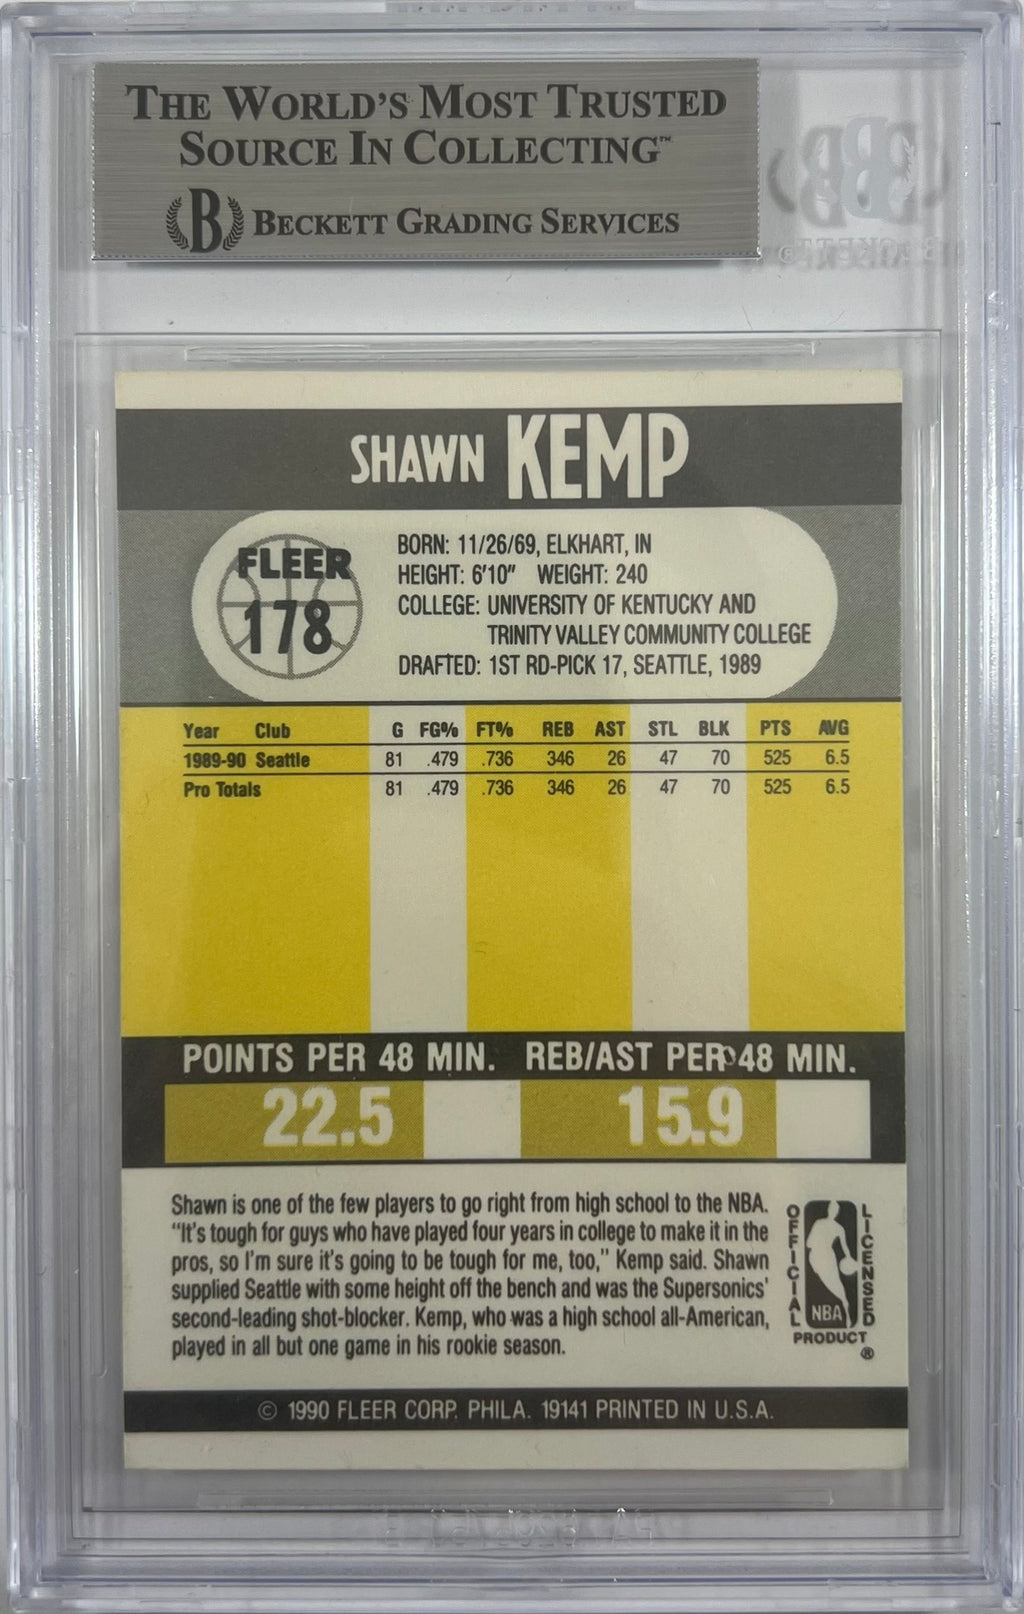 THE WORLD'S MOST TRUSTED
SOURCE IN COLLECTING™
B BECKETT GRADING SERVICES
SHAWN KEMP
FLEER
178
BORN: 11/26/69, ELKHART, IN
HEIGHT: 6'10" WEIGHT: 240
COLLEGE: UNIVERSITY OF KENTUCKY AND
TRINITY VALLEY COMMUNITY COLLEGE
DRAFTED: 1ST RD-PICK 17, SEATTLE, 1989
Year Club G FG% FT% REB AST STL BLK PTS AVG
1989-90 Seattle 81 .479 .736 346 26 47 70 525 6.5
Pro Totals 81 .479 .736 346 26 47 70 525 6.5
POINTS PER 48 MIN. REB/AST PER 48 MIN.
22.5 15.9
Shawn is one of the few players to go right from high school to the NBA.
"It's tough for guys who have played four years in college to make it in the
pros, so I'm sure it's going to be tough for me, too," Kemp said. Shawn
supplied Seattle with some height off the bench and was the Supersonics'
second-leading shot-blocker. Kemp, who was a high school all-American,
played in all but one game in his rookie season.
OFFICIAL LICENSED
NBA
PRODUCT
®
© 1990 FLEER CORP. PHILA. 19141 PRINTED IN U.S.A.